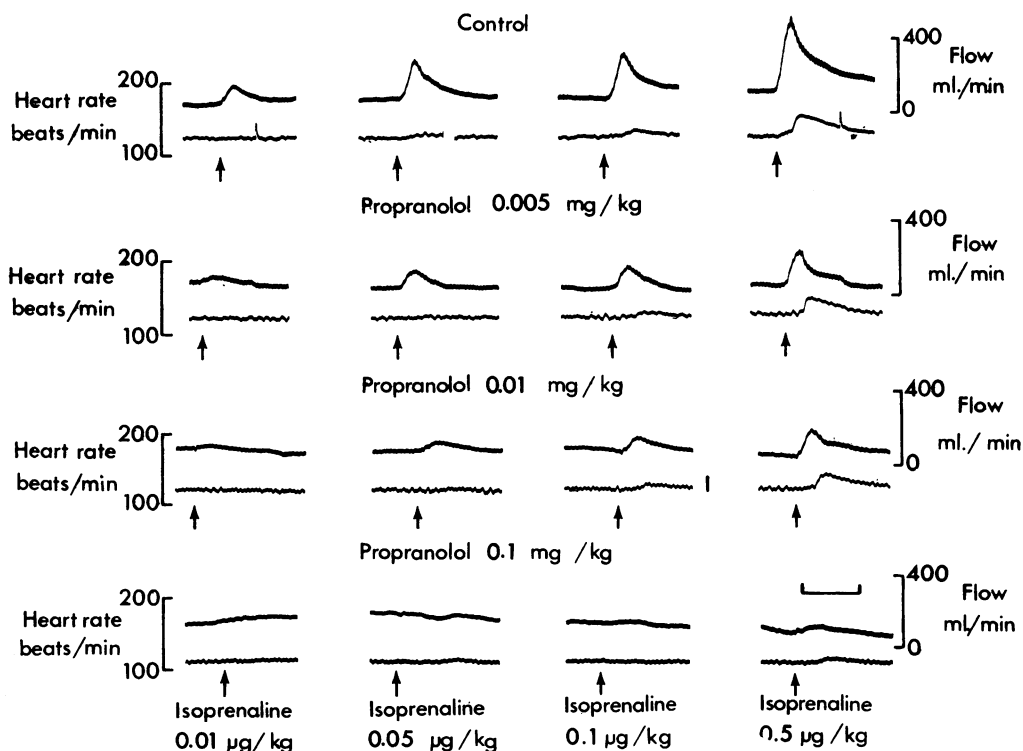 Control
Heart rate
beats/min
200
100
400
0
Flow
ml./min
Propranolol 0.005 mg/kg
Heart rate
beats/min
200
100
400
0
Flow
ml./min
Propranolol 0.01 mg/kg
Heart rate
beats/min
200
100
400
0
Flow
ml./min
Propranolol 0.1 mg/kg
Heart rate
beats/min
200
100
400
0
Flow
ml/min
Isoprenaline
0.01 µg/kg
Isoprenaline
0.05 µg/kg
Isoprenaline
0.1 µg/kg
Isoprenaline
0.5 µg/kg